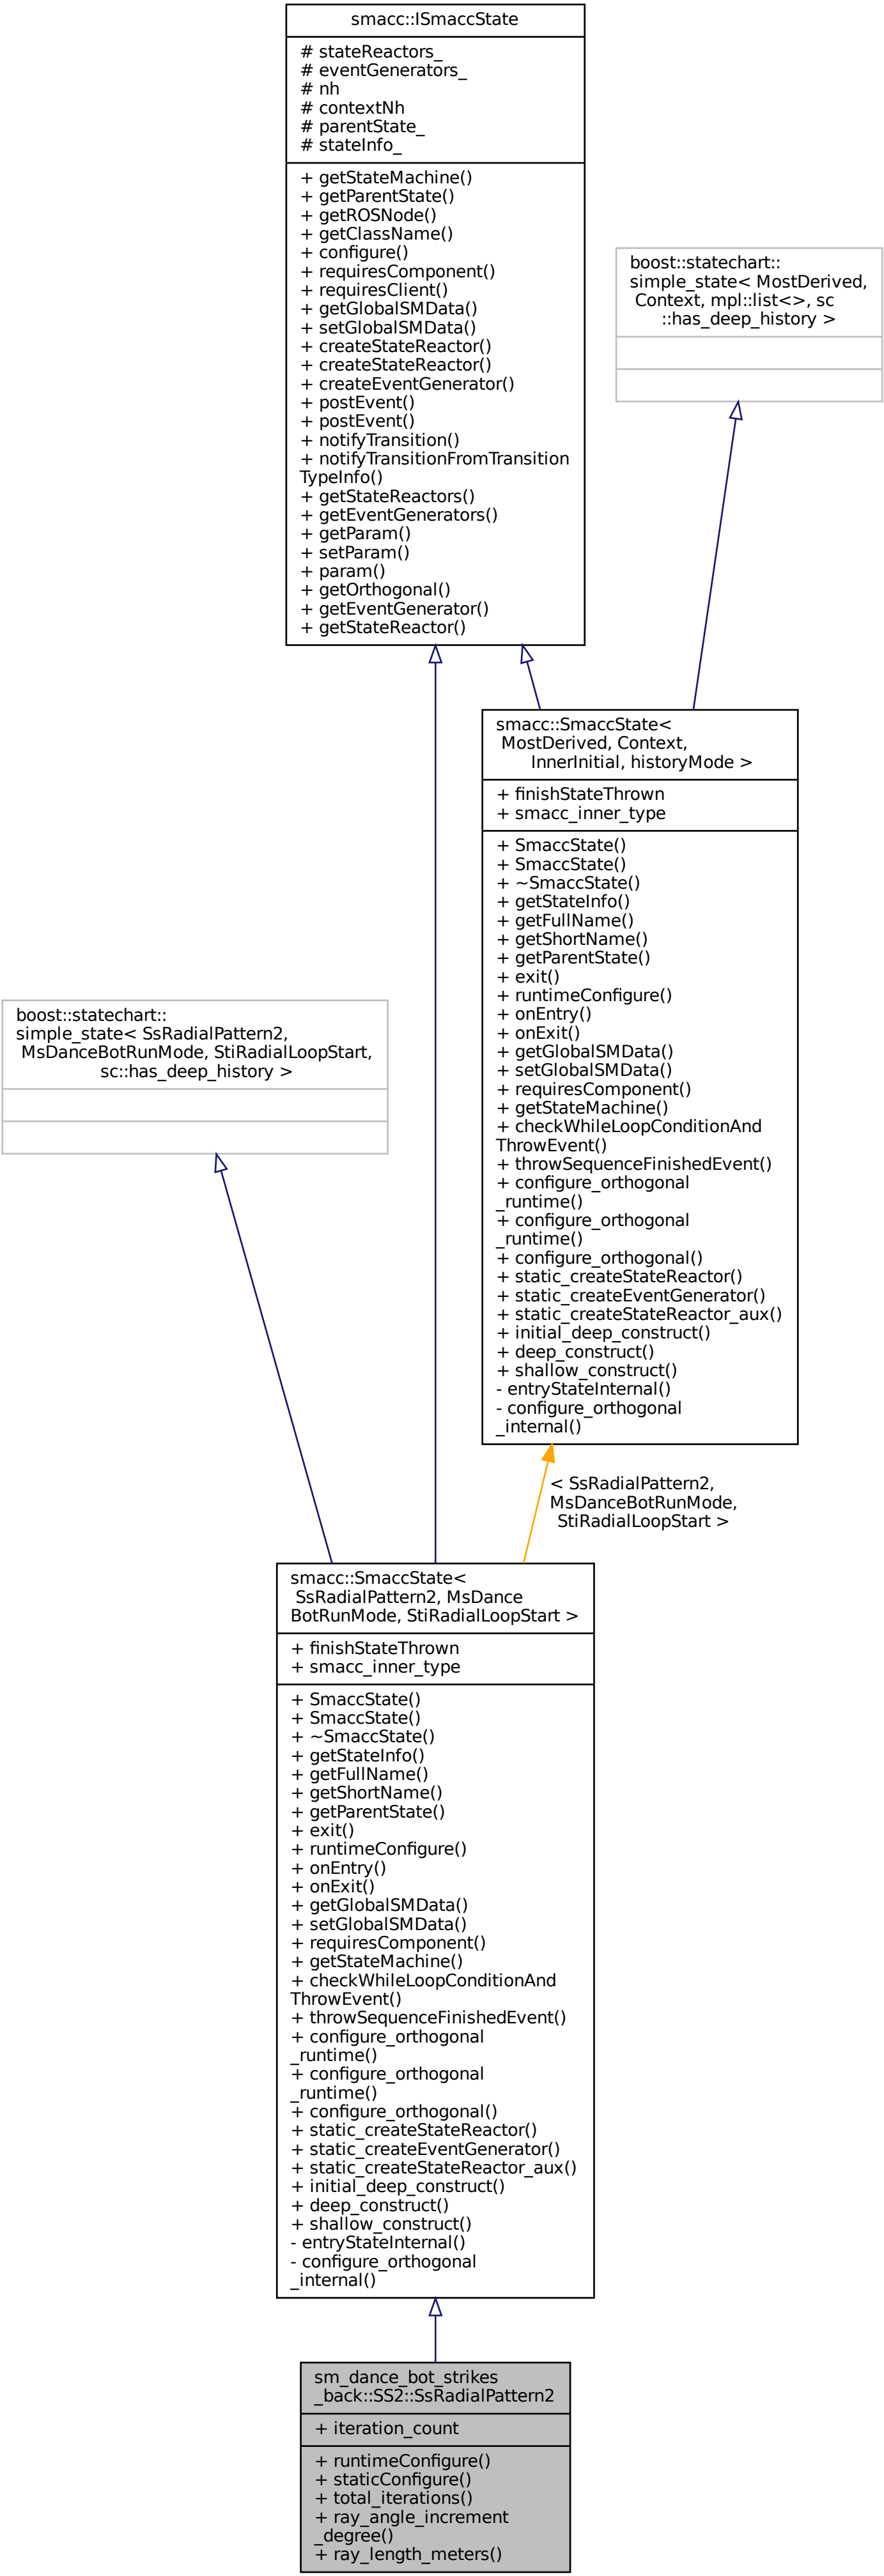 smacc::ISmaccState
# stateReactors_
# eventGenerators_
# nh
# contextNh
# parentState_
# stateInfo_
+ getStateMachine()
+ getParentState()
+ getROSNode()
+ getClassName()
+ configure()
+ requiresComponent()
+ requiresClient()
+ getGlobalSMData()
+ setGlobalSMData()
+ createStateReactor()
+ createStateReactor()
+ createEventGenerator()
+ postEvent()
+ postEvent()
+ notifyTransition()
+ notifyTransitionFromTransition
TypeInfo()
+ getStateReactors()
+ getEventGenerators()
+ getParam()
+ setParam()
+ param()
+ getOrthogonal()
+ getEventGenerator()
+ getStateReactor()
boost::statechart::
simple_state< MostDerived,
Context, mpl::list<>, sc
::has_deep_history >
smacc::SmaccState<
MostDerived, Context,
InnerInitial, historyMode >
+ finishStateThrown
+ smacc_inner_type
+ SmaccState()
+ SmaccState()
+ ~SmaccState()
+ getStateInfo()
+ getFullName()
+ getShortName()
+ getParentState()
+ exit()
+ runtimeConfigure()
+ onEntry()
+ onExit()
+ getGlobalSMData()
+ setGlobalSMData()
+ requiresComponent()
+ getStateMachine()
+ checkWhileLoopConditionAnd
ThrowEvent()
+ throwSequenceFinishedEvent()
+ configure_orthogonal
_runtime()
+ configure_orthogonal
_runtime()
+ configure_orthogonal()
+ static_createStateReactor()
+ static_createEventGenerator()
+ static_createStateReactor_aux()
+ initial_deep_construct()
+ deep_construct()
+ shallow_construct()
- entryStateInternal()
- configure_orthogonal
_internal()
boost::statechart::
simple_state< SsRadialPattern2,
MsDanceBotRunMode, StiRadialLoopStart,
sc::has_deep_history >
< SsRadialPattern2,
MsDanceBotRunMode,
StiRadialLoopStart >
smacc::SmaccState<
SsRadialPattern2, MsDance
BotRunMode, StiRadialLoopStart >
+ finishStateThrown
+ smacc_inner_type
+ SmaccState()
+ SmaccState()
+ ~SmaccState()
+ getStateInfo()
+ getFullName()
+ getShortName()
+ getParentState()
+ exit()
+ runtimeConfigure()
+ onEntry()
+ onExit()
+ getGlobalSMData()
+ setGlobalSMData()
+ requiresComponent()
+ getStateMachine()
+ checkWhileLoopConditionAnd
ThrowEvent()
+ throwSequenceFinishedEvent()
+ configure_orthogonal
_runtime()
+ configure_orthogonal
_runtime()
+ configure_orthogonal()
+ static_createStateReactor()
+ static_createEventGenerator()
+ static_createStateReactor_aux()
+ initial_deep_construct()
+ deep_construct()
+ shallow_construct()
- entryStateInternal()
- configure_orthogonal
_internal()
sm_dance_bot_strikes
_back::SS2::SsRadialPattern2
+ iteration_count
+ runtimeConfigure()
+ staticConfigure()
+ total_iterations()
+ ray_angle_increment
_degree()
+ ray_length_meters()